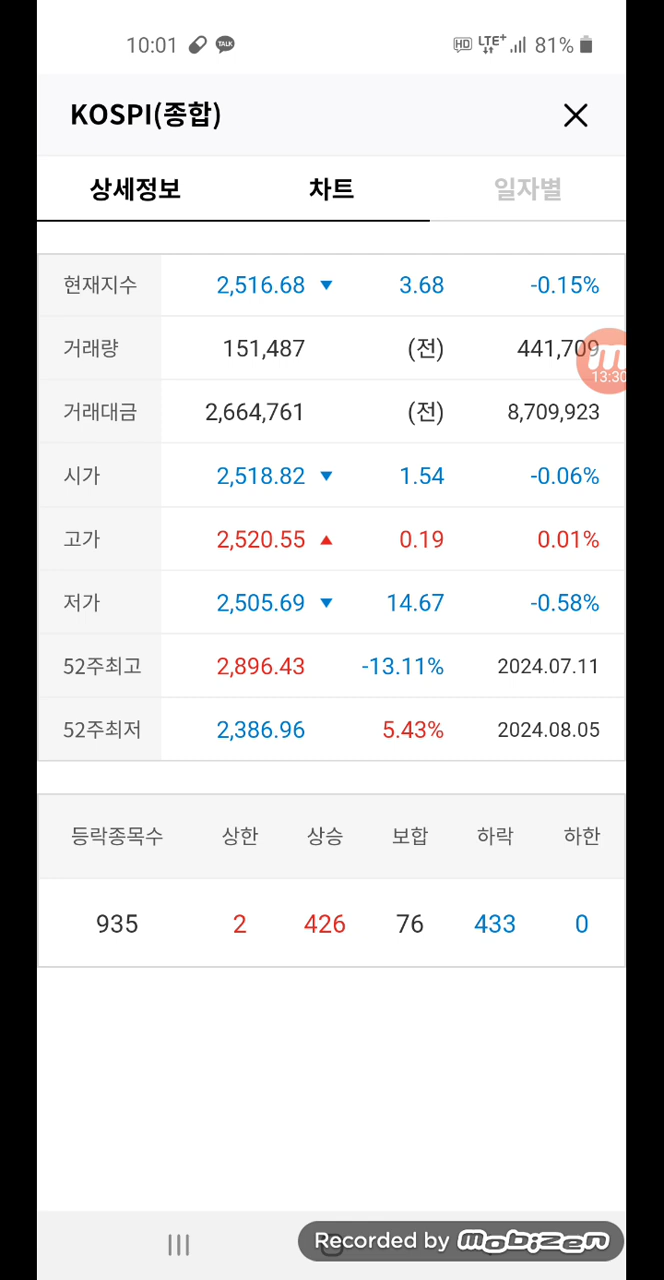 10:01 TALK HD LTE+ 81%
KOSPI(종합)
상세정보 차트 일자별
현재지수 2,516.68 ▼ 3.68 -0.15%
거래량 151,487 (전) 441,709
13:30
거래대금 2,664,761 (전) 8,709,923
시가 2,518.82 ▼ 1.54 -0.06%
고가 2,520.55 ▲ 0.19 0.01%
저가 2,505.69 ▼ 14.67 -0.58%
52주최고 2,896.43 -13.11% 2024.07.11
52주최저 2,386.96 5.43% 2024.08.05
등락종목수 상한 상승 보합 하락 하한
935 2 426 76 433 0
Recorded by mobizen